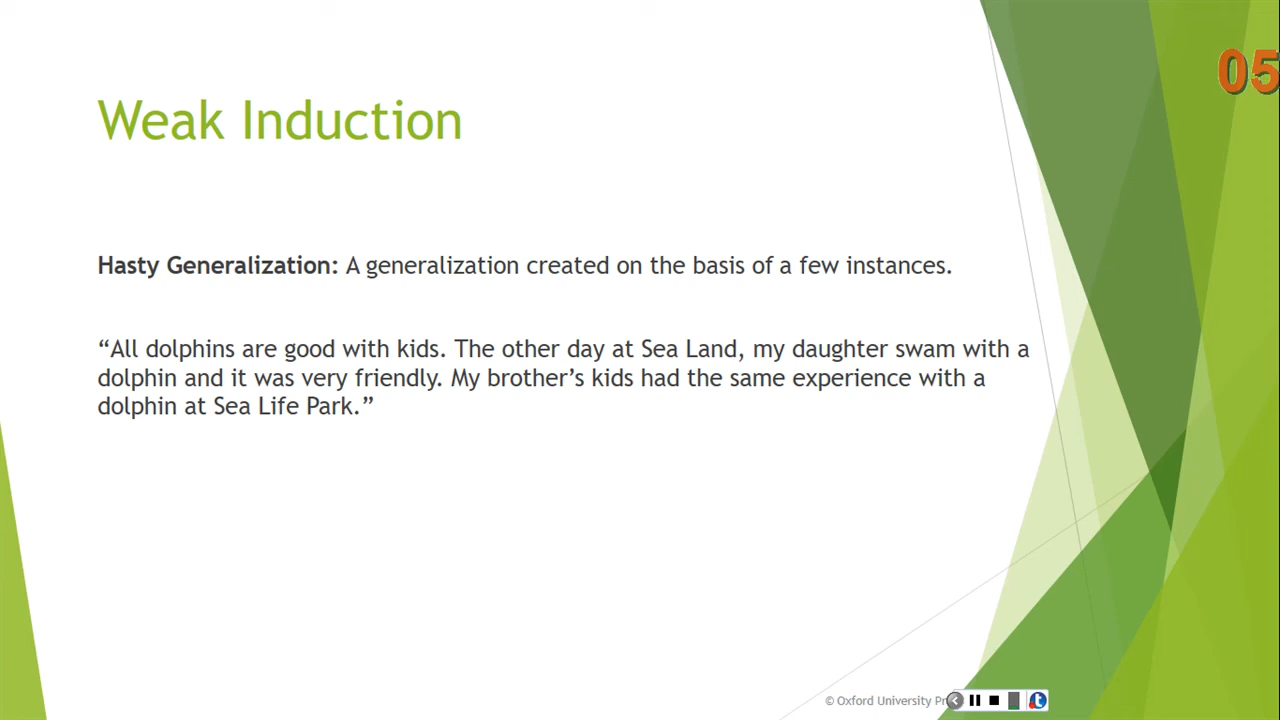 05
Weak Induction
Hasty Generalization: A generalization created on the basis of a few instances.
“All dolphins are good with kids. The other day at Sea Land, my daughter swam with a
dolphin and it was very friendly. My brother’s kids had the same experience with a
dolphin at Sea Life Park.”
© Oxford University